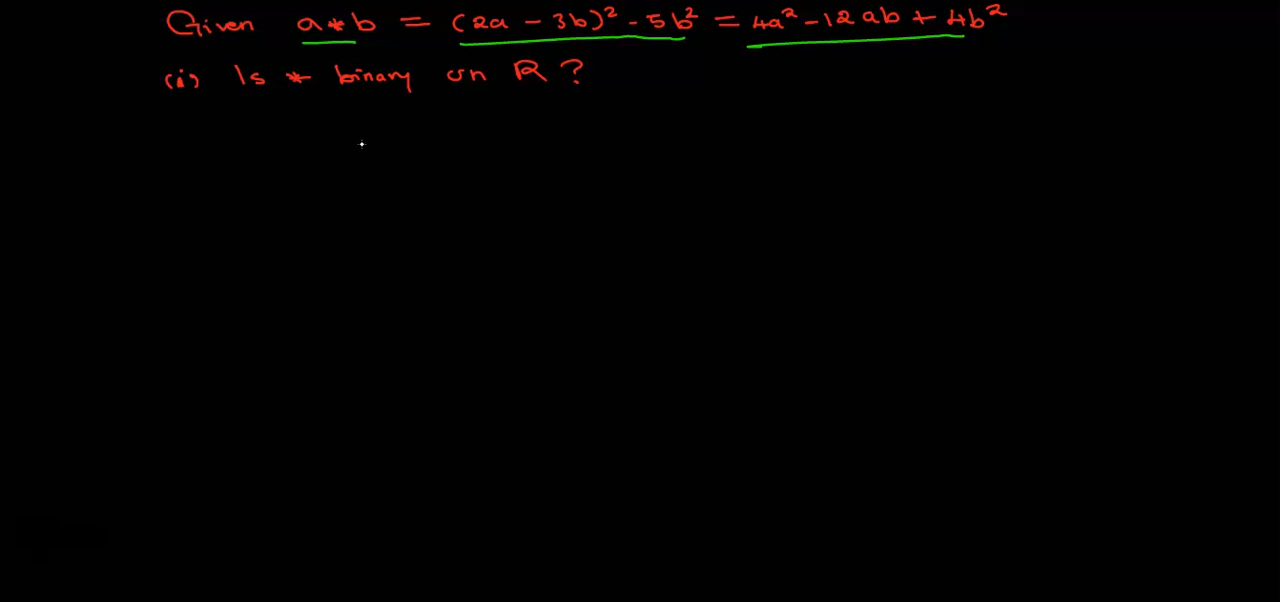 Given a*b = (2a - 3b)² - 5b² = 4a² - 12ab + 4b²
(i) Is * binary on R ?